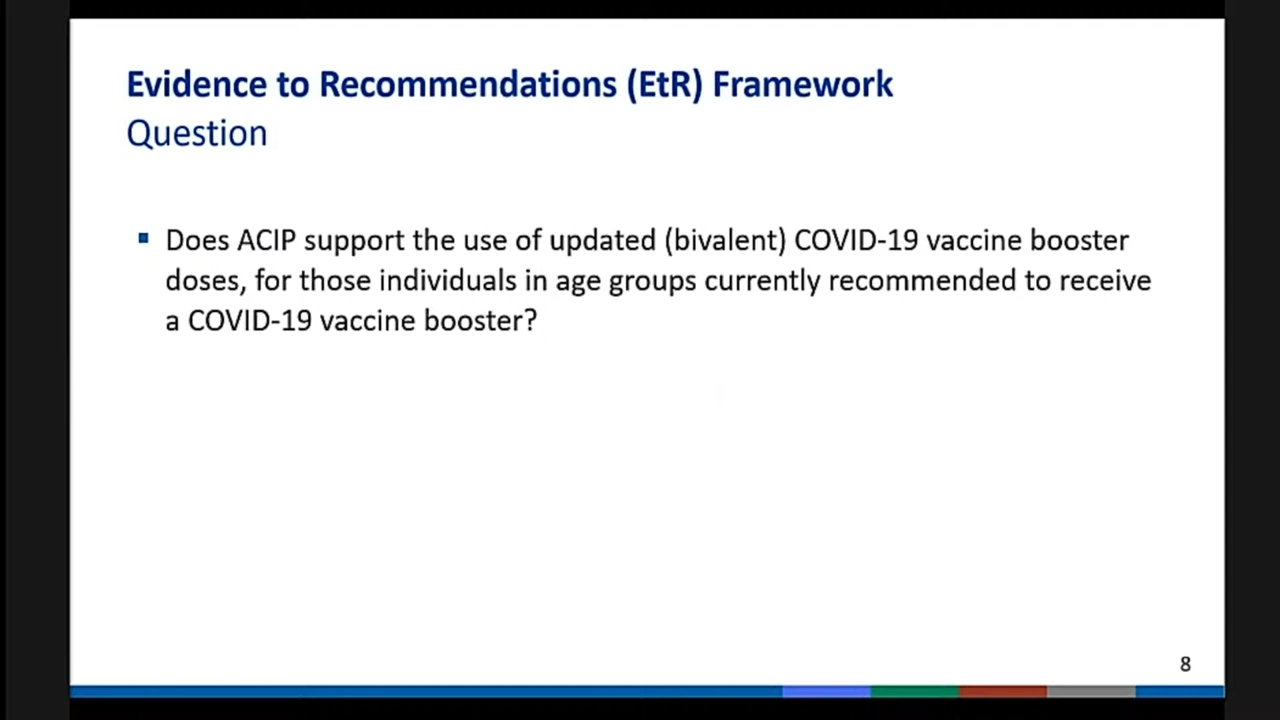 Evidence to Recommendations (EtR) Framework
Question
Does ACIP support the use of updated (bivalent) COVID-19 vaccine booster
doses, for those individuals in age groups currently recommended to receive
a COVID-19 vaccine booster?
8